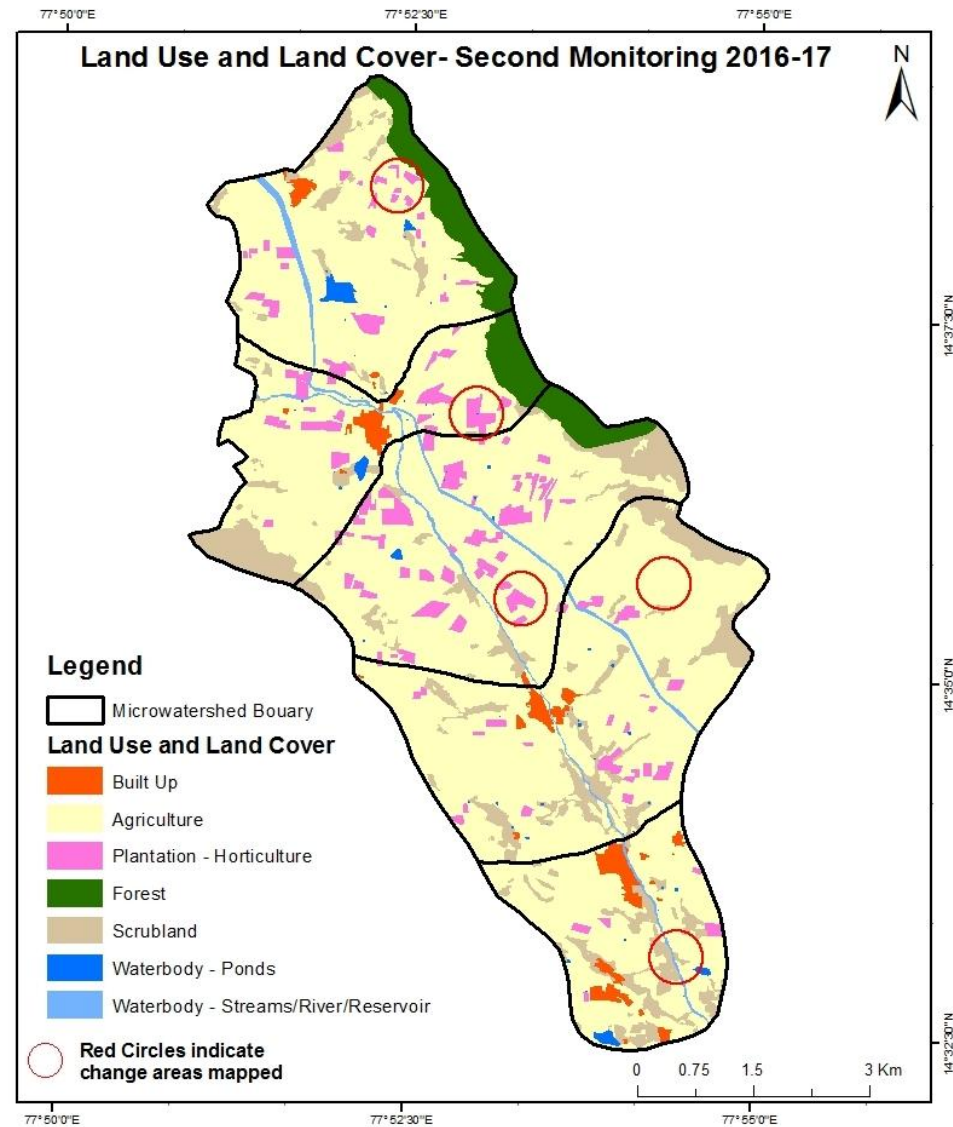 77°50'0"E 77°52'30"E 77°55'0"E
Land Use and Land Cover- Second Monitoring 2016-17
N
14°37'30"N
14°35'0"N
Legend
Microwatershed Bouary
Land Use and Land Cover
Built Up
Agriculture
Plantation - Horticulture
Forest
Scrubland
Waterbody - Ponds
Waterbody - Streams/River/Reservoir
Red Circles indicate
change areas mapped
0 0.75 1.5 3 Km
14°32'30"N
77°50'0"E 77°52'30"E 77°55'0"E